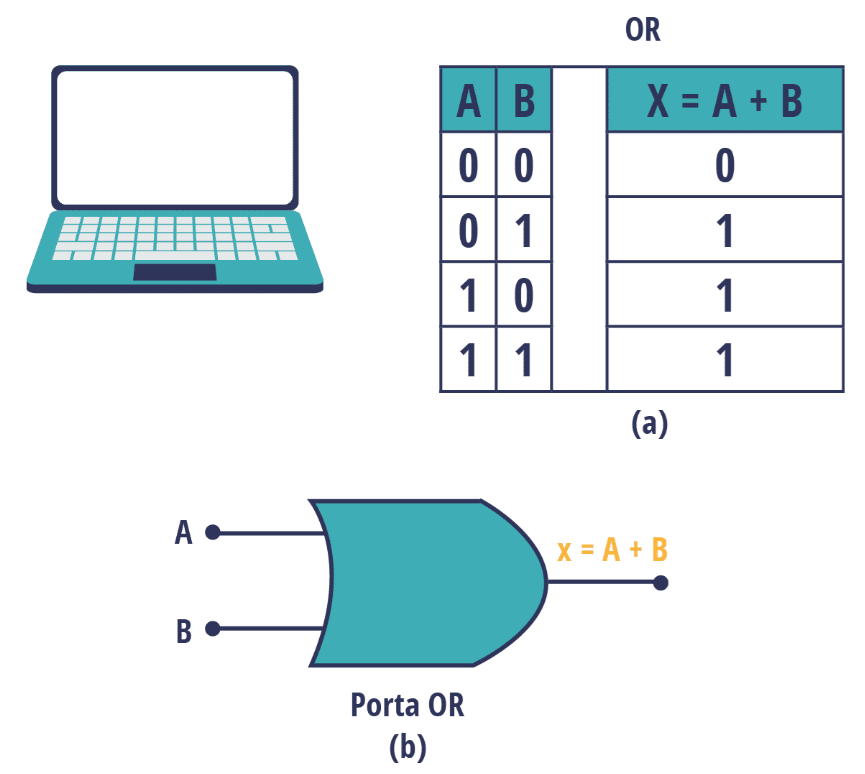 OR
A B X = A + B
0 0 0
0 1 1
1 0 1
1 1 1
(a)
A
x = A + B
B
Porta OR
(b)